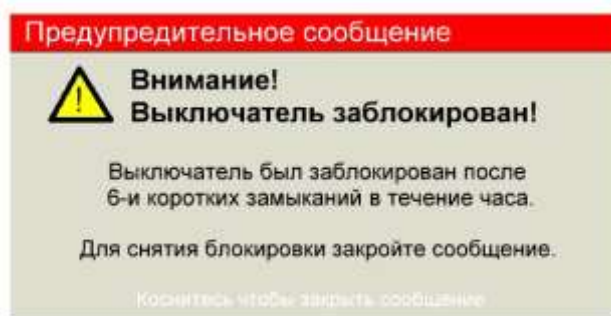 Предупредительное сообщение
Внимание!
Выключатель заблокирован!
Выключатель был заблокирован после
6-и коротких замыканий в течение часа.
Для снятия блокировки закройте сообщение.
Коснитесь чтобы закрыть сообщение